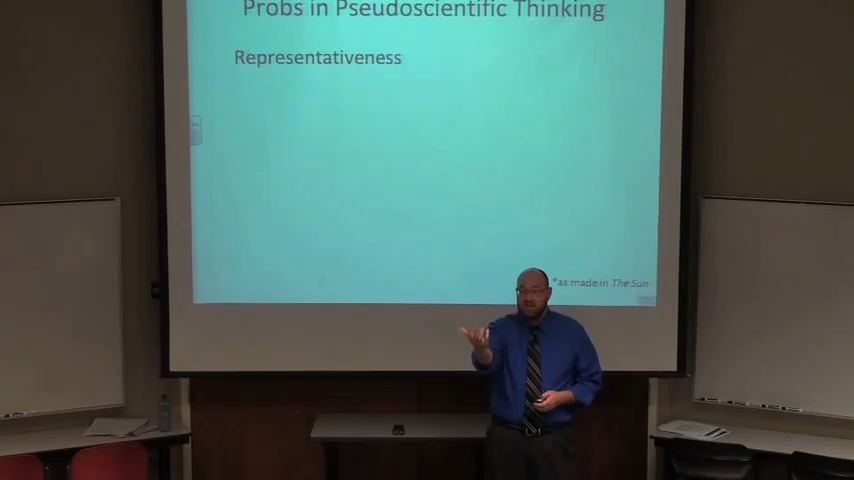 Probs in Pseudoscientific Thinking
Representativeness
*as made in The Sun